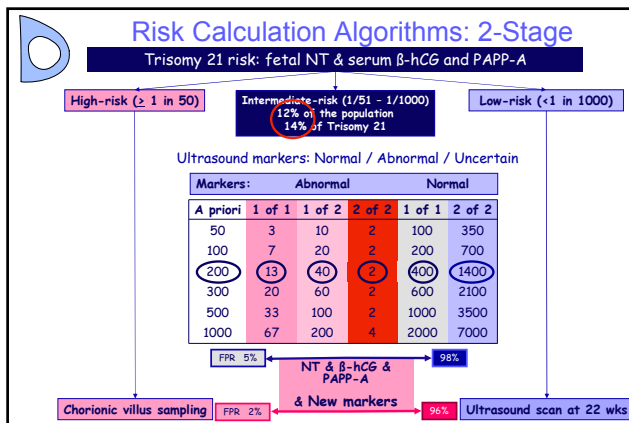 Risk Calculation Algorithms: 2-Stage
Trisomy 21 risk: fetal NT & serum ß-hCG and PAPP-A
High-risk (≥ 1 in 50)
Intermediate-risk (1/51 – 1/1000)
12% of the population
14% of Trisomy 21
Low-risk (<1 in 1000)
Ultrasound markers: Normal / Abnormal / Uncertain
Markers: Abnormal Normal
A priori 1 of 1 1 of 2 2 of 2 1 of 1 2 of 2
50 3 10 2 100 350
100 7 20 2 200 700
200 13 40 2 400 1400
300 20 60 2 600 2100
500 33 100 2 1000 3500
1000 67 200 4 2000 7000
FPR 5% 98%
NT & ß-hCG &
PAPP-A
& New markers
Chorionic villus sampling FPR 2% 96% Ultrasound scan at 22 wks